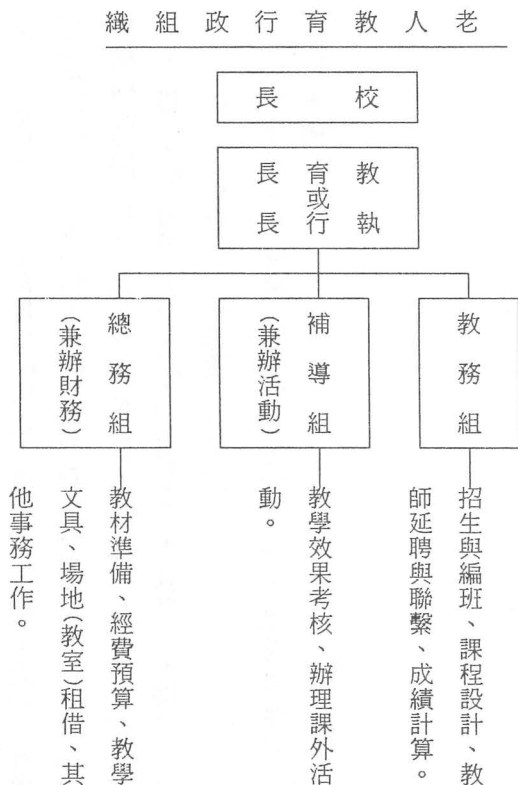 老人教育行政組織
校長
教育長
或
執行長
教務組
招生與編班、課程設計、教
師延聘與聯繫、成績計算。
補導組
(兼辦活動)
教學效果考核、辦理課外活
動。
總務組
(兼辦財務)
教材準備、經費預算、教學
文具、場地(教室)租借、其
他事務工作。